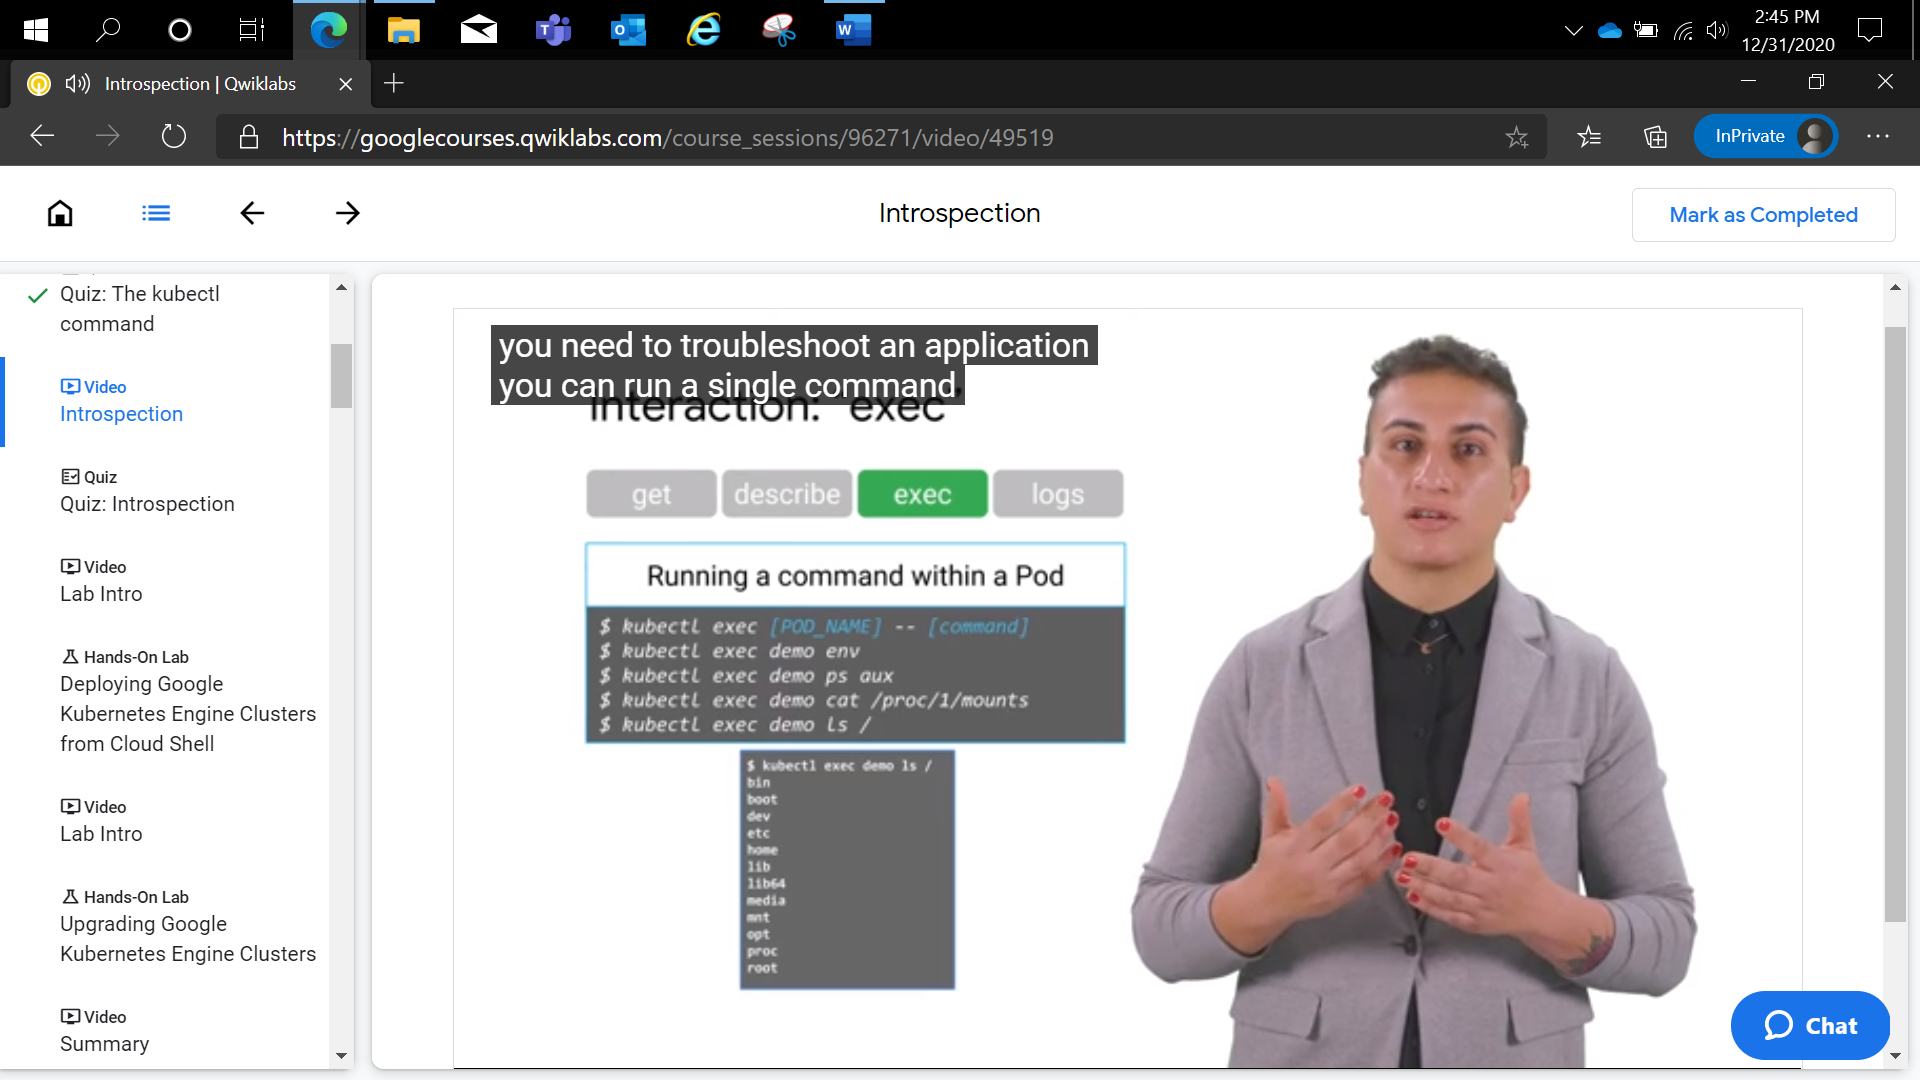 2:45 PM
12/31/2020
Introspection | Qwiklabs
https://googlecourses.qwiklabs.com/course_sessions/96271/video/49519
InPrivate
Introspection
Mark as Completed
Quiz: The kubectl
command
Video
Introspection
Quiz
Quiz: Introspection
Video
Lab Intro
Hands-On Lab
Deploying Google
Kubernetes Engine Clusters
from Cloud Shell
Video
Lab Intro
Hands-On Lab
Upgrading Google
Kubernetes Engine Clusters
Video
Summary
you need to troubleshoot an application
you can run a single command
Interaction: "exec"
get describe exec logs
Running a command within a Pod
$ kubectl exec [POD_NAME] -- [command]
$ kubectl exec demo env
$ kubectl exec demo ps aux
$ kubectl exec demo cat /proc/1/mounts
$ kubectl exec demo ls /
$ kubectl exec demo ls /
bin
boot
dev
etc
home
lib
lib64
media
mnt
opt
proc
root
Chat